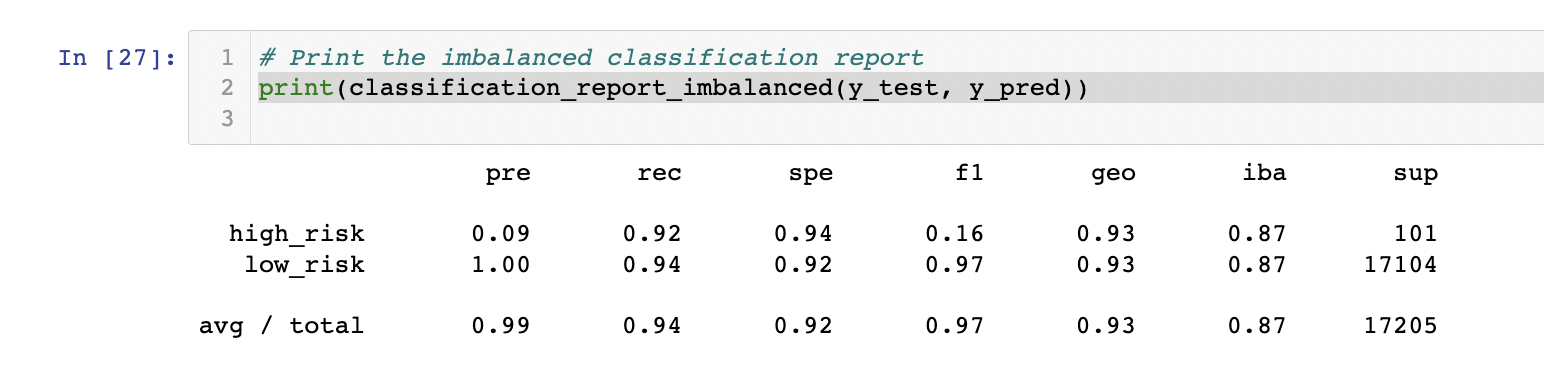 In [27]:
1 # Print the imbalanced classification report
2 print(classification_report_imbalanced(y_test, y_pred))
3
pre rec spe f1 geo iba sup
high_risk 0.09 0.92 0.94 0.16 0.93 0.87 101
low_risk 1.00 0.94 0.92 0.97 0.93 0.87 17104
avg / total 0.99 0.94 0.92 0.97 0.93 0.87 17205